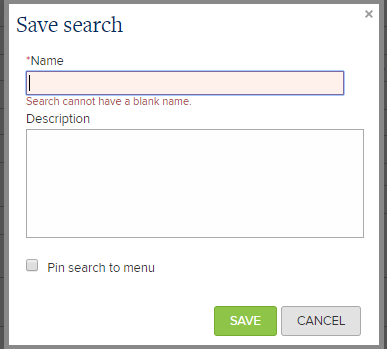 Save search
×
*Name
Search cannot have a blank name.
Description
Pin search to menu
SAVE CANCEL